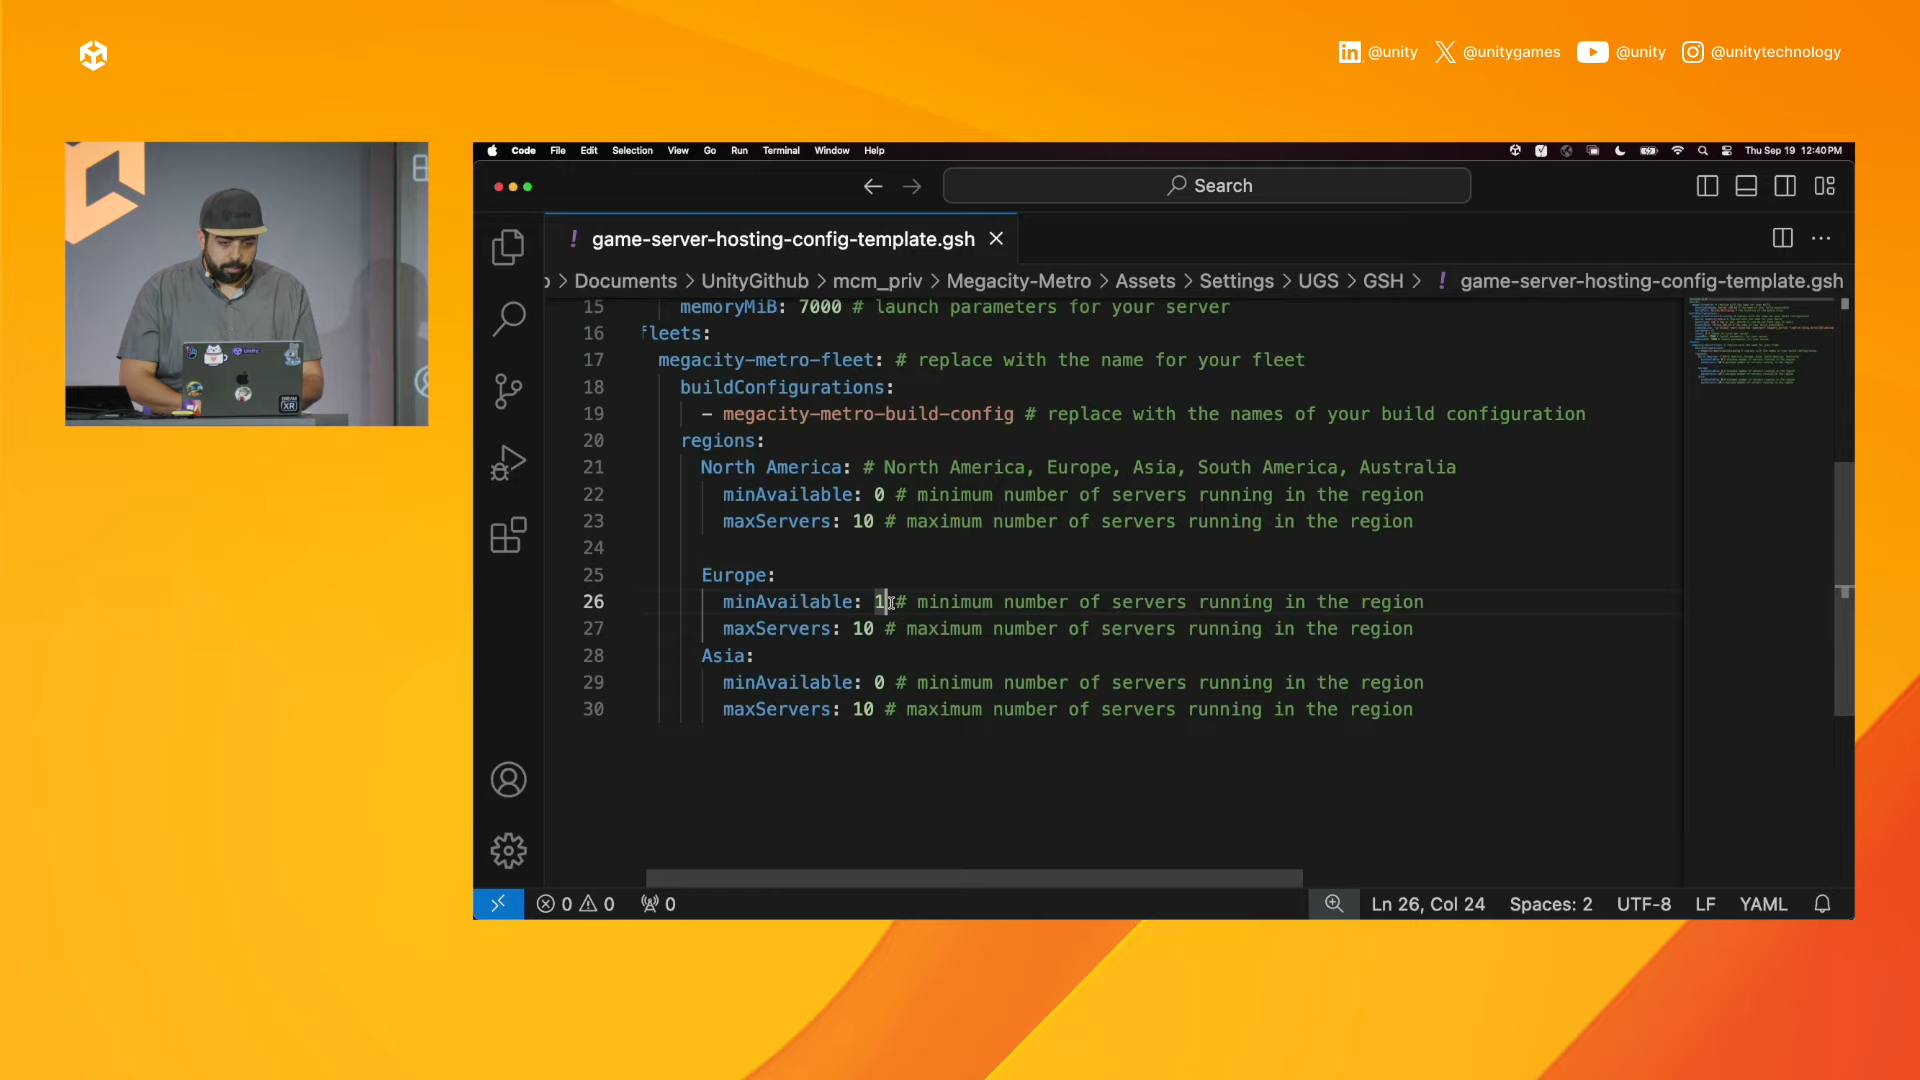 @unity @unitygames @unity @unitytechnology
Code File Edit Selection View Go Run Terminal Window Help Thu Sep 19 12:40 PM
Search
! game-server-hosting-config-template.gsh
Documents > UnityGithub > mcm_priv > Megacity-Metro > Assets > Settings > UGS > GSH > ! game-server-hosting-config-template.gsh
15 memoryMiB: 7000 # launch parameters for your server
16 fleets:
17 megacity-metro-fleet: # replace with the name for your fleet
18 buildConfigurations:
19 - megacity-metro-build-config # replace with the names of your build configuration
20 regions:
21 North America: # North America, Europe, Asia, South America, Australia
22 minAvailable: 0 # minimum number of servers running in the region
23 maxServers: 10 # maximum number of servers running in the region
24
25 Europe:
26 minAvailable: 1 # minimum number of servers running in the region
27 maxServers: 10 # maximum number of servers running in the region
28 Asia:
29 minAvailable: 0 # minimum number of servers running in the region
30 maxServers: 10 # maximum number of servers running in the region
0 0 0 Ln 26, Col 24 Spaces: 2 UTF-8 LF YAML